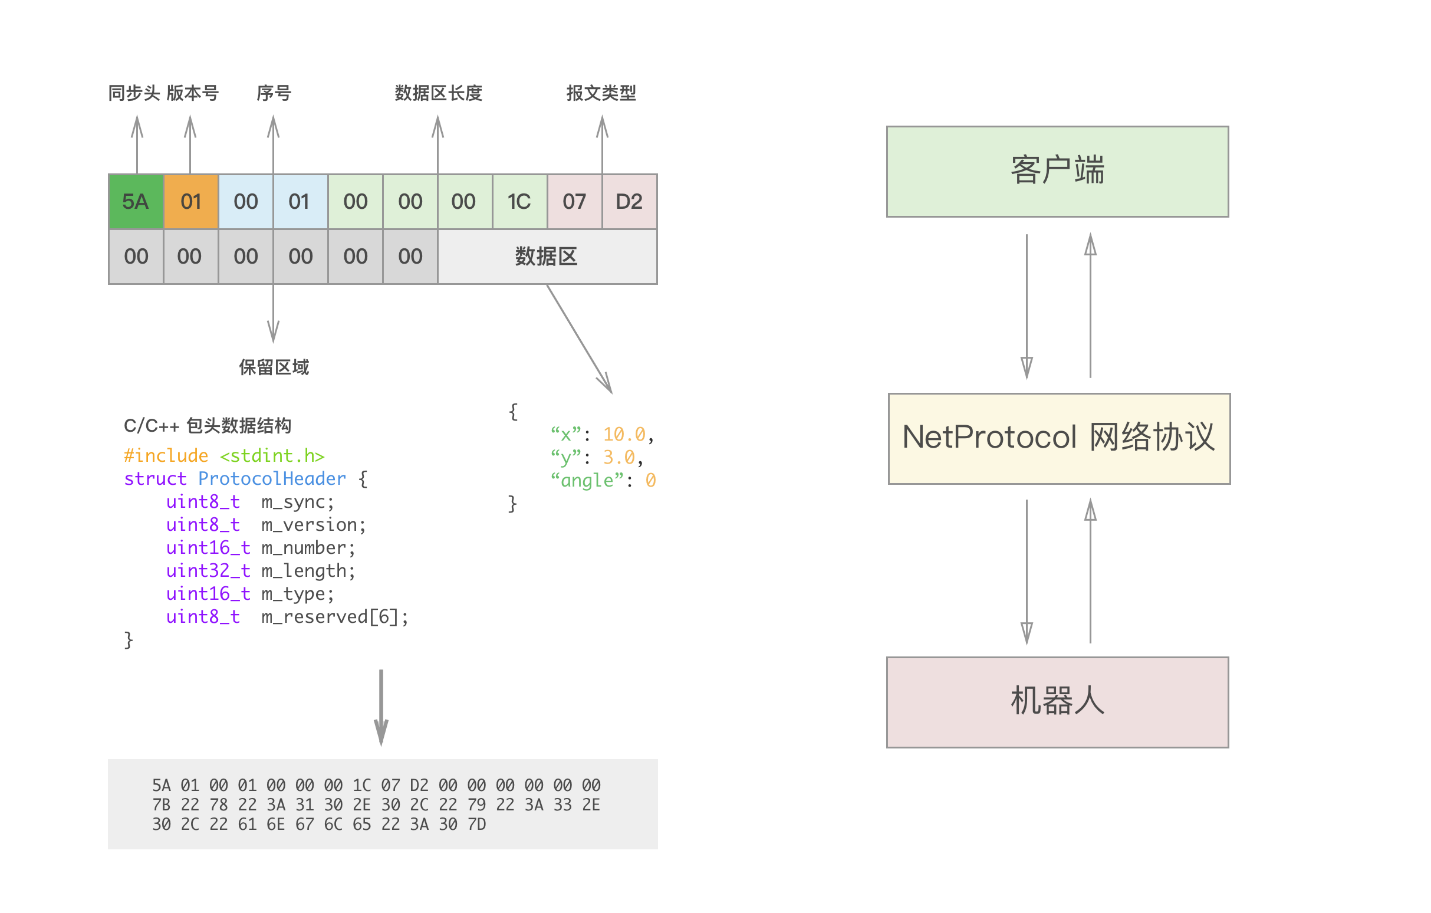 同步头 版本号 序号 数据区长度 报文类型
5A 01 00 01 00 00 00 1C 07 D2
00 00 00 00 00 00 数据区
保留区域
C/C++ 包头数据结构
#include <stdint.h>
struct ProtocolHeader {
uint8_t m_sync;
uint8_t m_version;
uint16_t m_number;
uint32_t m_length;
uint16_t m_type;
uint8_t m_reserved[6];
}
{
“x”: 10.0,
“y”: 3.0,
“angle”: 0
}
5A 01 00 01 00 00 00 1C 07 D2 00 00 00 00 00 00
7B 22 78 22 3A 31 30 2E 30 2C 22 79 22 3A 33 2E
30 2C 22 61 6E 67 6C 65 22 3A 30 7D
客户端
NetProtocol 网络协议
机器人